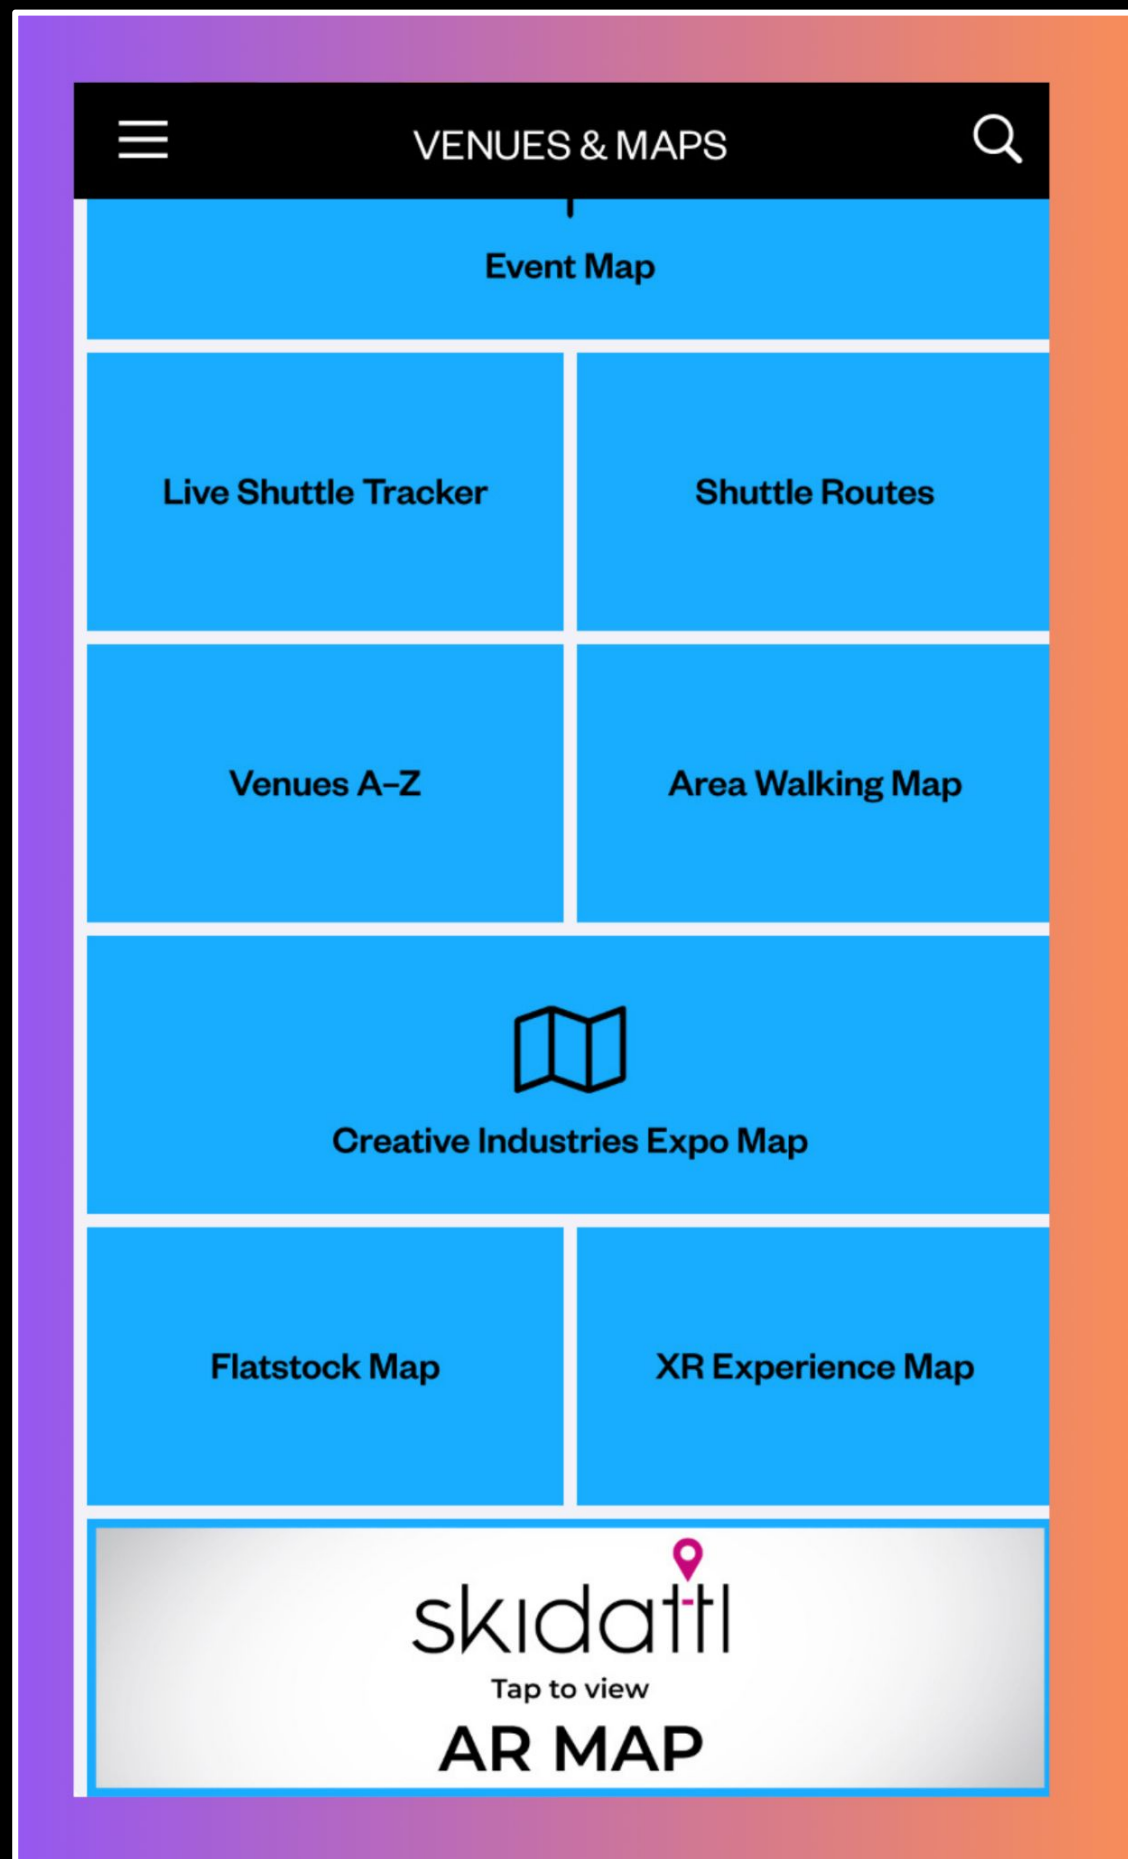 VENUES & MAPS
Event Map
Live Shuttle Tracker
Shuttle Routes
Venues A–Z
Area Walking Map
Creative Industries Expo Map
Flatstock Map
XR Experience Map
skidattl
Tap to view
AR MAP